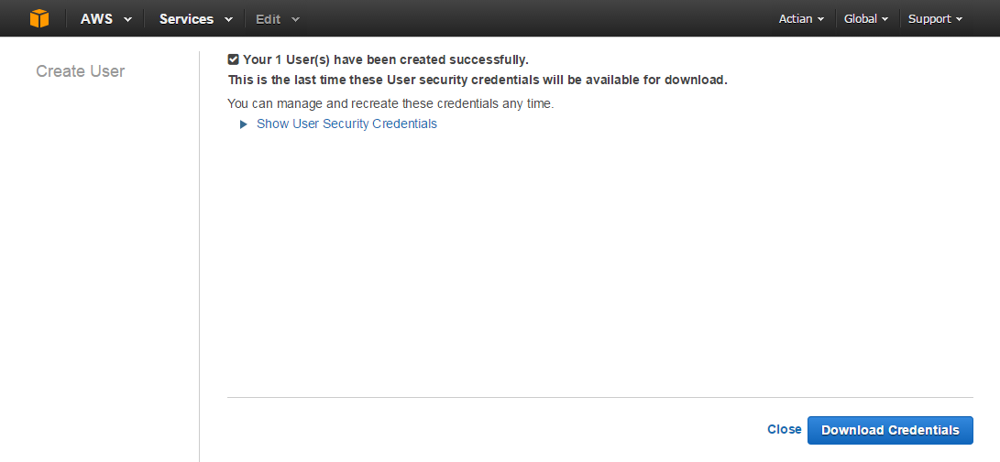 AWS Services Edit Actian Global Support
Create User
Your 1 User(s) have been created successfully.
This is the last time these User security credentials will be available for download.
You can manage and recreate these credentials any time.
Show User Security Credentials
Close Download Credentials